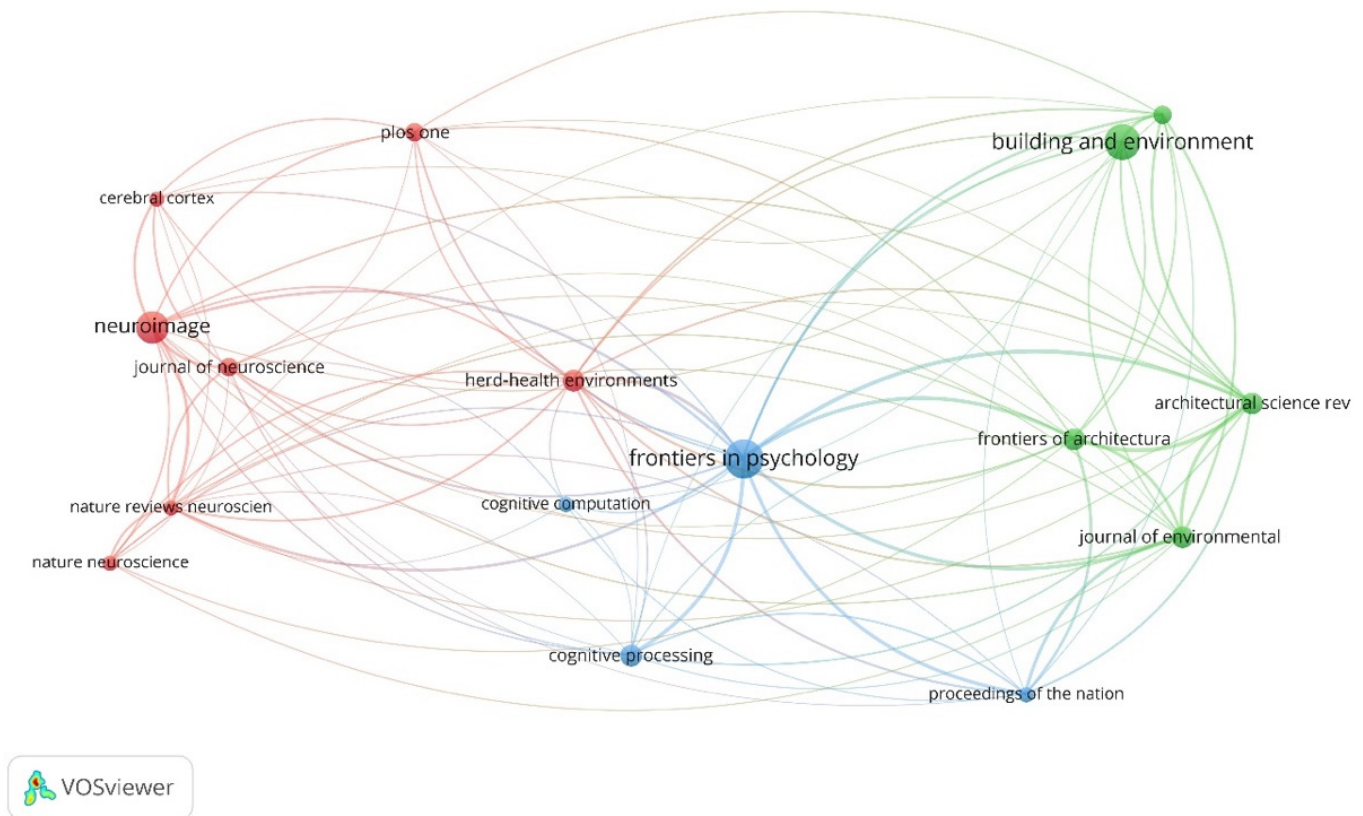 plos one
building and environment
cerebral cortex
neuroimage
journal of neuroscience
herd-health environments
architectural science rev
frontiers of architectura
frontiers in psychology
nature reviews neuroscien
cognitive computation
journal of environmental
nature neuroscience
cognitive processing
proceedings of the nation
VOSviewer